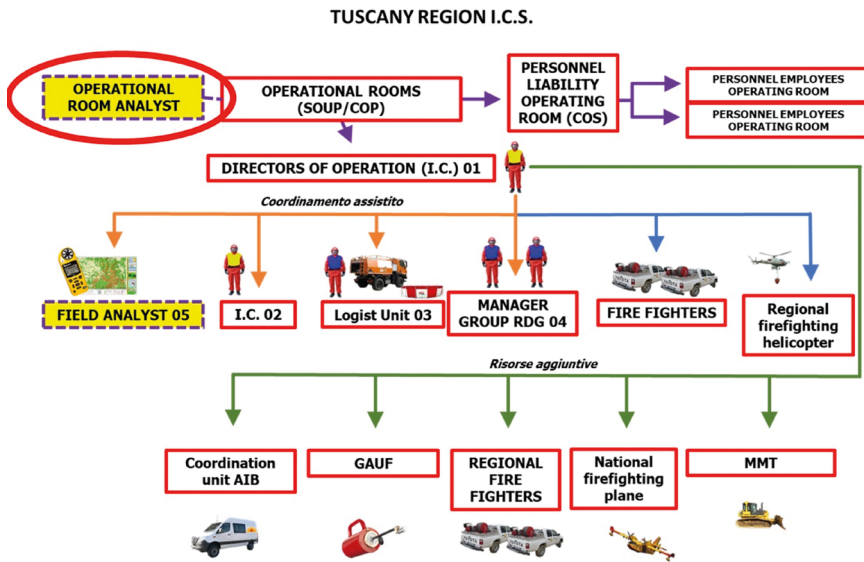 TUSCANY REGION I.C.S.
OPERATIONAL
ROOM ANALYST
OPERATIONAL ROOMS
(SOUP/COP)
PERSONNEL
LIABILITY
OPERATING
ROOM (COS)
PERSONNEL EMPLOYEES
OPERATING ROOM
PERSONNEL EMPLOYEES
OPERATING ROOM
DIRECTORS OF OPERATION (I.C.) 01
Coordinamento assistito
FIELD ANALYST 05
I.C. 02
Logist Unit 03
MANAGER
GROUP RDG 04
FIRE FIGHTERS
Regional
firefighting
helicopter
Risorse aggiuntive
Coordination
unit AIB
GAUF
REGIONAL
FIRE
FIGHTERS
National
firefighting
plane
MMT